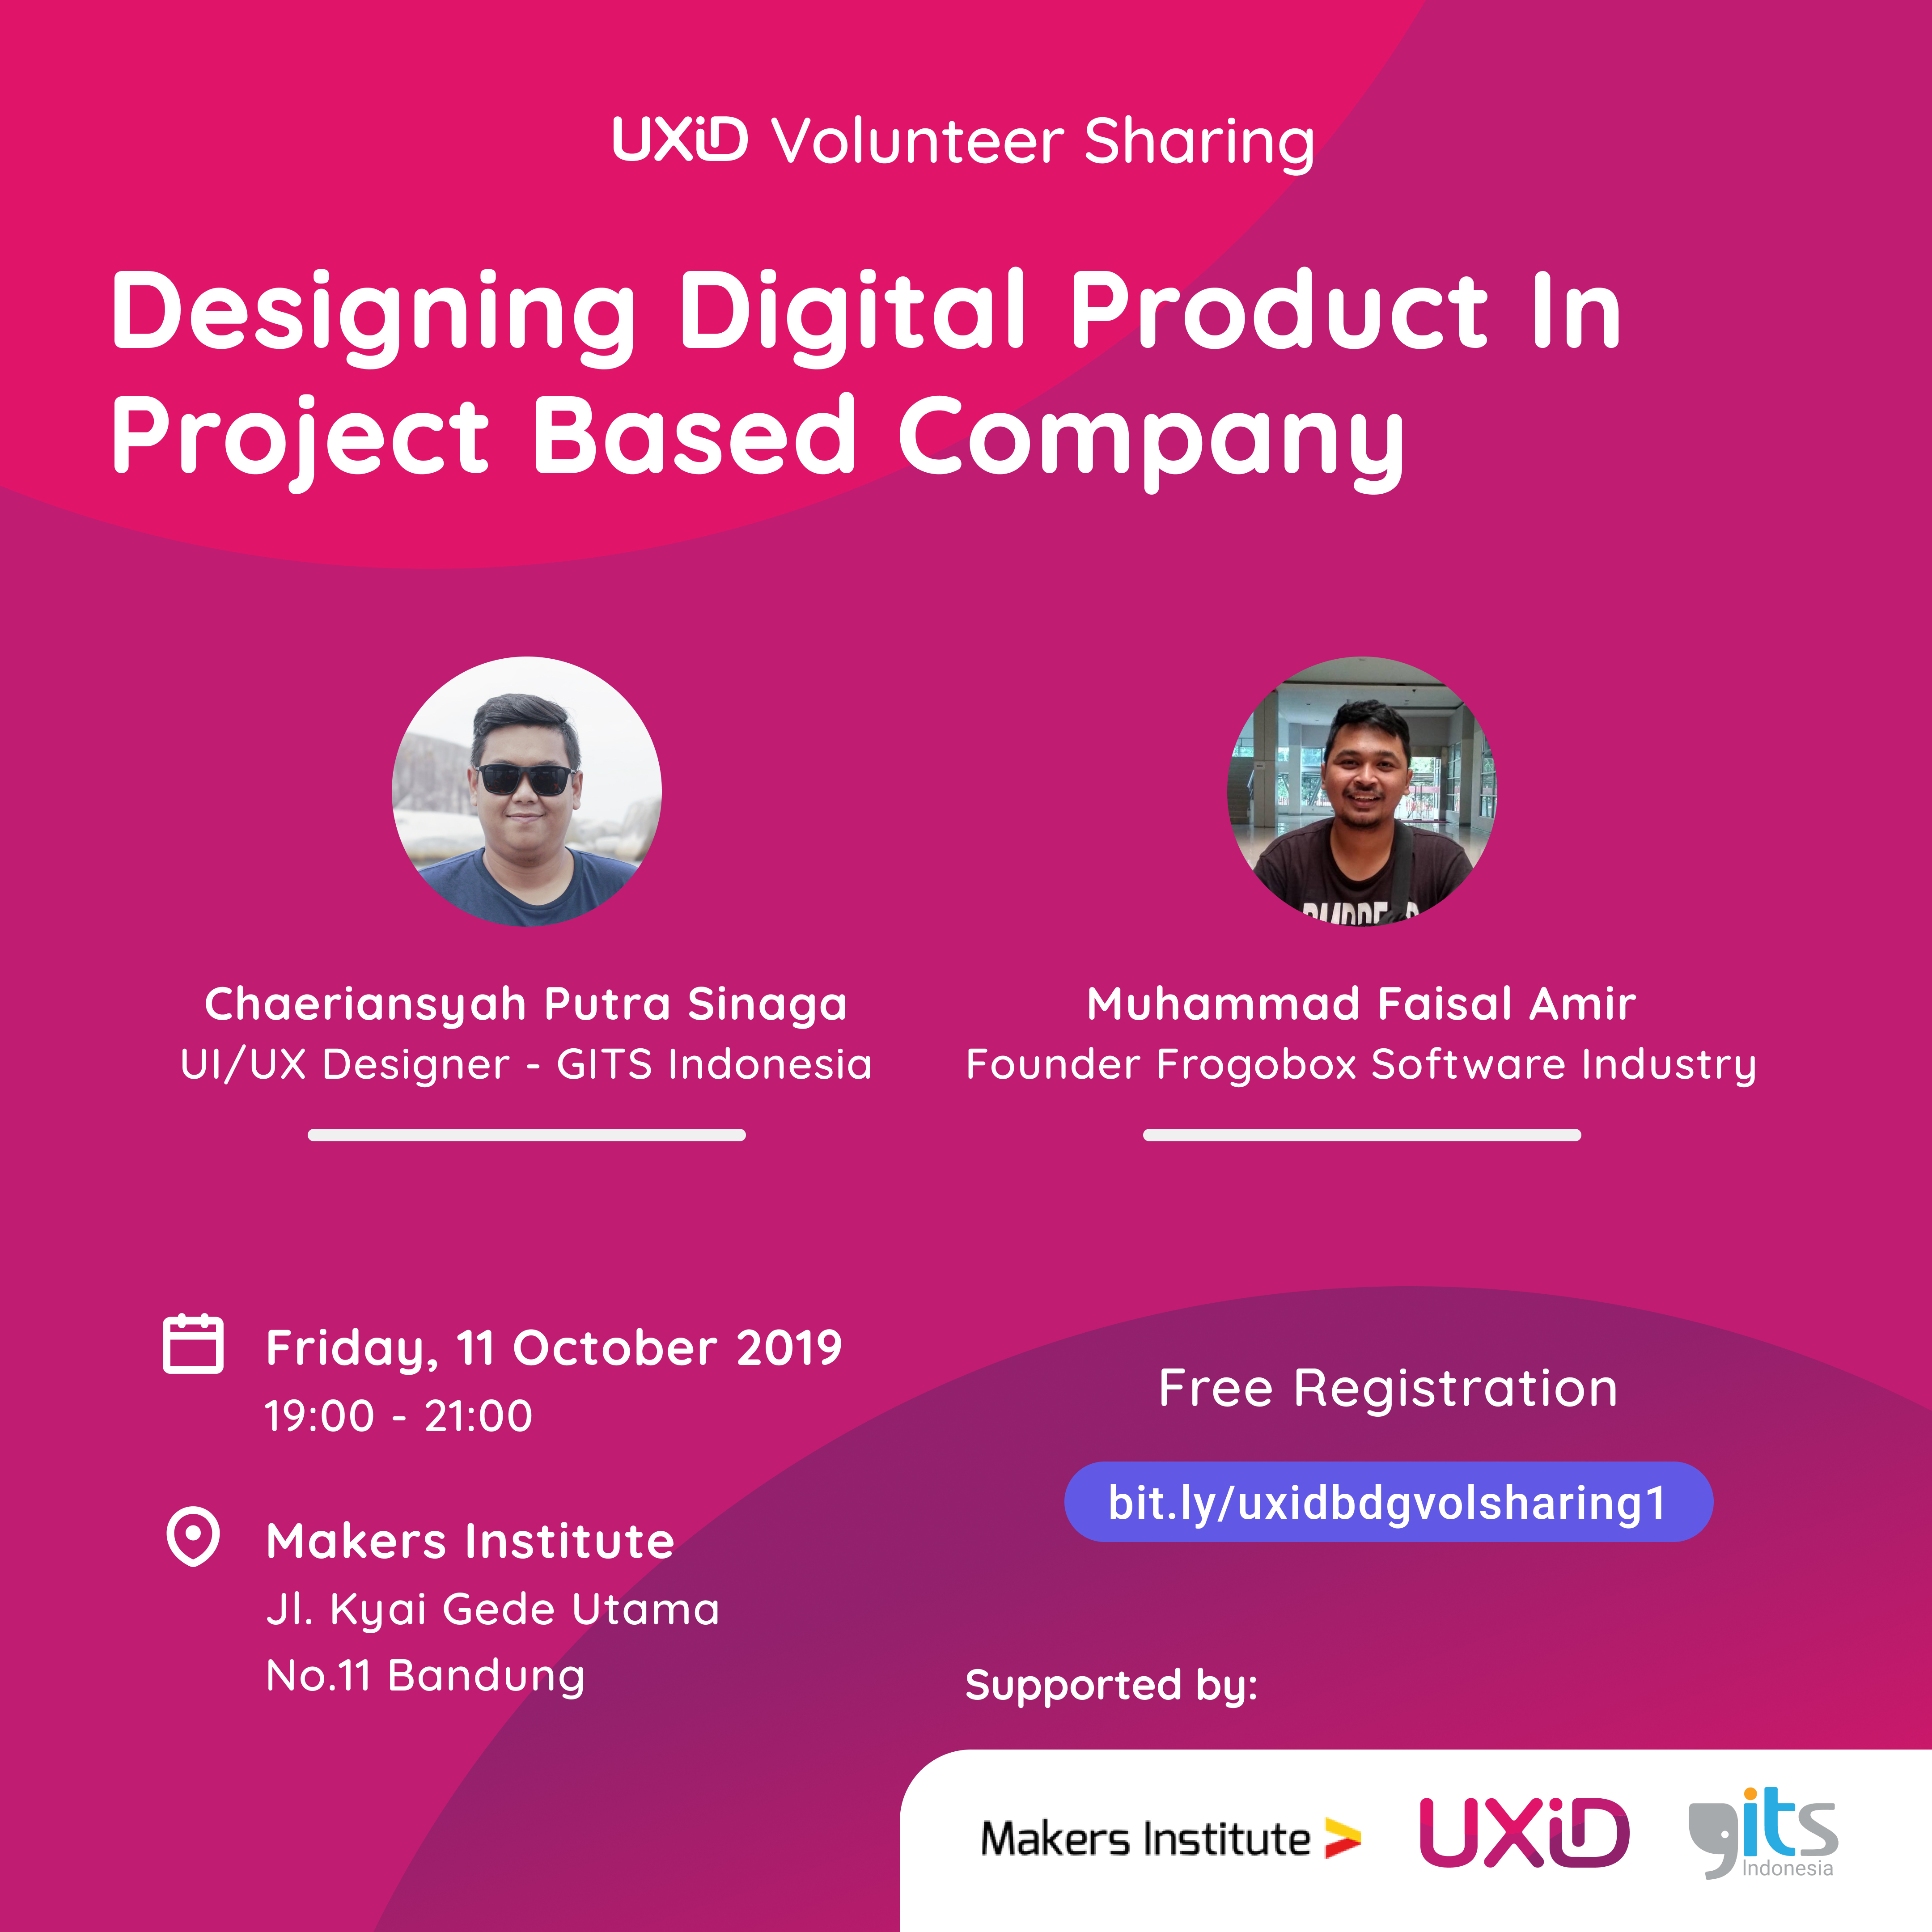 UXiD Volunteer Sharing
Designing Digital Product In
Project Based Company
Chaeriansyah Putra Sinaga
UI/UX Designer - GITS Indonesia
Muhammad Faisal Amir
Founder Frogobox Software Industry
Friday, 11 October 2019
19:00 - 21:00
Makers Institute
Jl. Kyai Gede Utama
No.11 Bandung
Free Registration
bit.ly/uxidbdgvolsharing1
Supported by:
Makers Institute
UXiD
gits
Indonesia